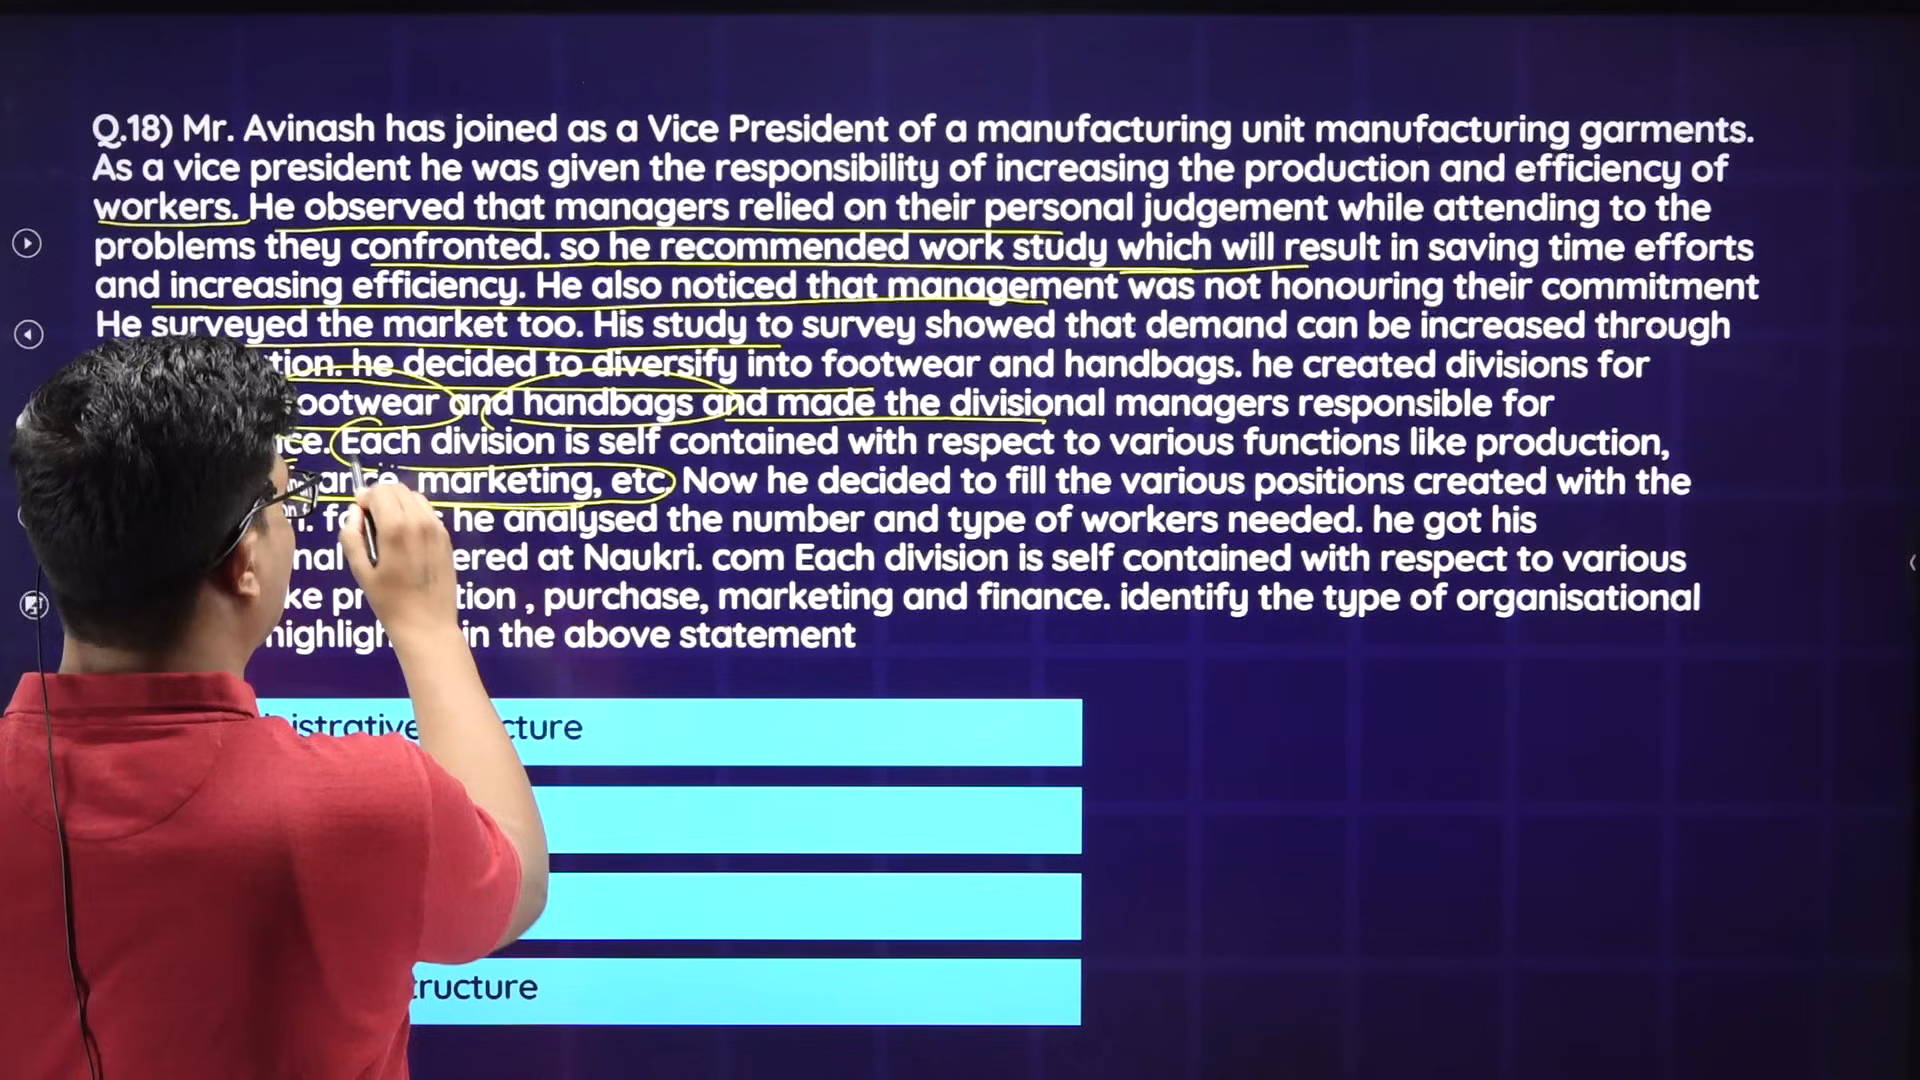 Q.18) Mr. Avinash has joined as a Vice President of a manufacturing unit manufacturing garments.
As a vice president he was given the responsibility of increasing the production and efficiency of
workers. He observed that managers relied on their personal judgement while attending to the
problems they confronted. so he recommended work study which will result in saving time efforts
and increasing efficiency. He also noticed that management was not honouring their commitment
He surveyed the market too. His study to survey showed that demand can be increased through
he decided to diversify into footwear and handbags. he created divisions for
and handbags and made the divisional managers responsible for
Each division is self contained with respect to various functions like production,
marketing, etc. Now he decided to fill the various positions created with the
he analysed the number and type of workers needed. he got his
at Naukri. com Each division is self contained with respect to various
, purchase, marketing and finance. identify the type of organisational
in the above statement